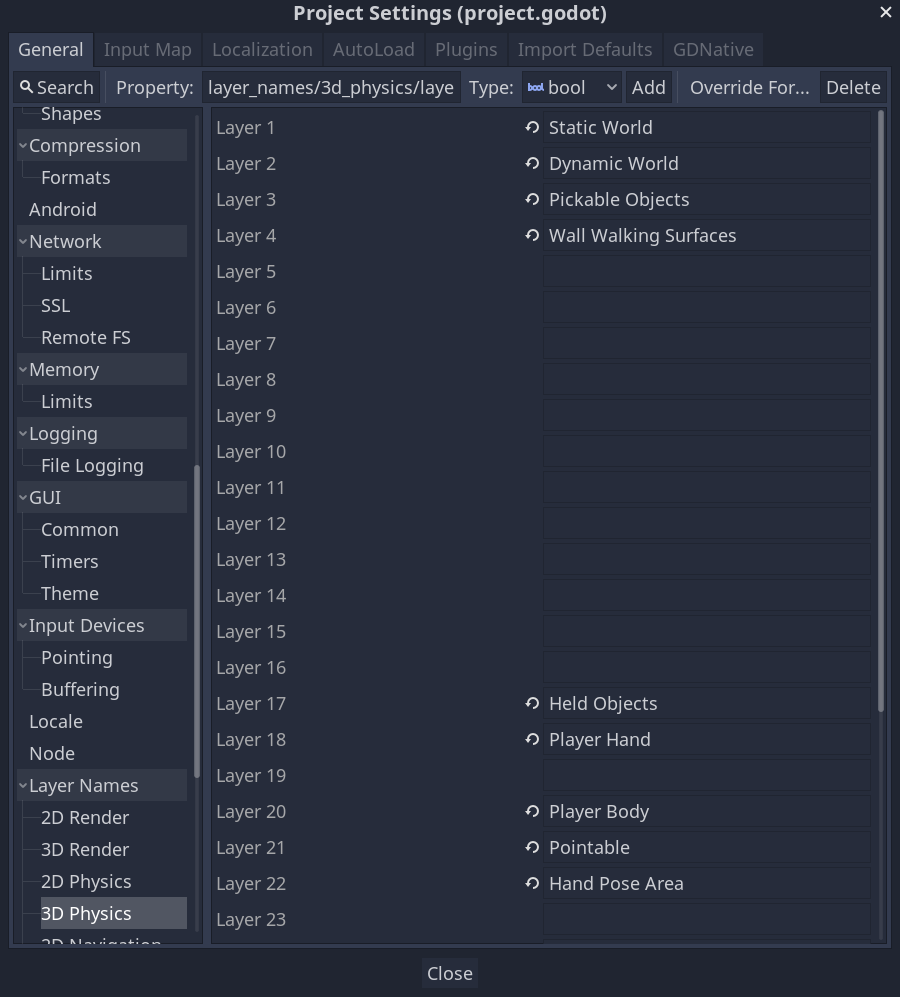 Project Settings (project.godot)
General Input Map Localization AutoLoad Plugins Import Defaults GDNative
Search Property: layer_names/3d_physics/laye Type: bool bool Add Override For... Delete
Shapes
Compression
Formats
Android
Network
Limits
SSL
Remote FS
Memory
Limits
Logging
File Logging
GUI
Common
Timers
Theme
Input Devices
Pointing
Buffering
Locale
Node
Layer Names
2D Render
3D Render
2D Physics
3D Physics
2D Navigation
Layer 1 Static World
Layer 2 Dynamic World
Layer 3 Pickable Objects
Layer 4 Wall Walking Surfaces
Layer 5
Layer 6
Layer 7
Layer 8
Layer 9
Layer 10
Layer 11
Layer 12
Layer 13
Layer 14
Layer 15
Layer 16
Layer 17 Held Objects
Layer 18 Player Hand
Layer 19
Layer 20 Player Body
Layer 21 Pointable
Layer 22 Hand Pose Area
Layer 23
Close